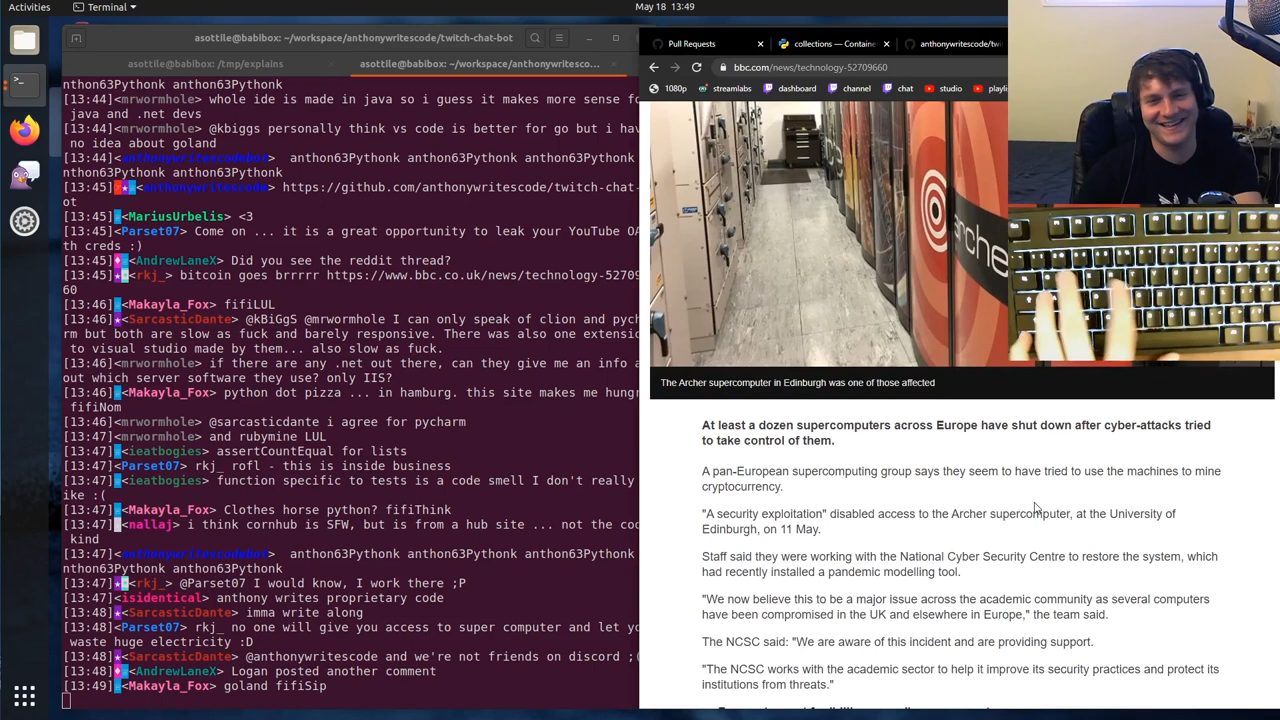 Activities
Terminal
May 18 13:49
asottile@babibox: ~/workspace/anthonywritescode/twitch-chat-bot
asottile@babibox: /tmp/explains
asottile@babibox: ~/workspace/anthonywritesco...
nthon63Pythonk anthon63Pythonk
[13:44]<mrwormhole> whole ide is made in java so i guess it makes more sense fo
java and .net devs
[13:44]<mrwormhole> @kbiggs personally think vs code is better for go but i hav
no idea about goland
[13:44]<anthonywritescodebot> anthon63Pythonk anthon63Pythonk anthon63Pythonk
nthon63Pythonk anthon63Pythonk
[13:45]<anthonywritescode> https://github.com/anthonywritescode/twitch-chat-
ot
[13:45]<MariusUrbelis> <3
[13:45]<Parset07> Come on ... it is a great opportunity to leak your YouTube OA
th creds :)
[13:45]<AndrewLaneX> Did you see the reddit thread?
[13:45]<rkj_> bitcoin goes brrrrr https://www.bbc.co.uk/news/technology-52709
60
[13:46]<Makayla_Fox> fifiLUL
[13:46]<SarcasticDante> @kBiGgS @mrwormhole I can only speak of clion and pych
rm but both are slow as fuck and barely responsive. There was also one extensio
to visual studio made by them... also slow as fuck.
[13:46]<mrwormhole> if there are any .net out there, can they give me an info a
out which server software they use? only IIS?
[13:46]<Makayla_Fox> python dot pizza ... in hamburg. this site makes me hungr
fifiNom
[13:46]<mrwormhole> @sarcasticdante i agree for pycharm
[13:47]<mrwormhole> and rubymine LUL
[13:47]<ieatbogies> assertCountEqual for lists
[13:47]<Parset07> rkj_ rofl - this is inside business
[13:47]<ieatbogies> function specific to tests is a code smell I don't really
ike :(
[13:47]<Makayla_Fox> Clothes horse python? fifiThink
[13:47]<nallaj> i think cornhub is SFW, but is from a hub site ... not the cod
kind
[13:47]<anthonywritescodebot> anthon63Pythonk anthon63Pythonk anthon63Pythonk
nthon63Pythonk anthon63Pythonk
[13:47]<rkj_> @Parset07 I would know, I work there ;P
[13:47]<isidentical> anthony writes proprietary code
[13:48]<SarcasticDante> imma write along
[13:48]<Parset07> rkj_ no one will give you access to super computer and let yo
waste huge electricity :D
[13:48]<SarcasticDante> @anthonywritescode and we're not friends on discord ;(
[13:48]<AndrewLaneX> Logan posted another comment
[13:49]<Makayla_Fox> goland fifiSip
Pull Requests
collections — Contain
anthonywritescode/twi
bbc.com/news/technology-52709660
1080p
streamlabs
dashboard
channel
chat
studio
playli
arche
The Archer supercomputer in Edinburgh was one of those affected
At least a dozen supercomputers across Europe have shut down after cyber-attacks tried
to take control of them.
A pan-European supercomputing group says they seem to have tried to use the machines to mine
cryptocurrency.
"A security exploitation" disabled access to the Archer supercomputer, at the University of
Edinburgh, on 11 May.
Staff said they were working with the National Cyber Security Centre to restore the system, which
had recently installed a pandemic modelling tool.
"We now believe this to be a major issue across the academic community as several computers
have been compromised in the UK and elsewhere in Europe," the team said.
The NCSC said: "We are aware of this incident and are providing support.
"The NCSC works with the academic sector to help it improve its security practices and protect its
institutions from threats."